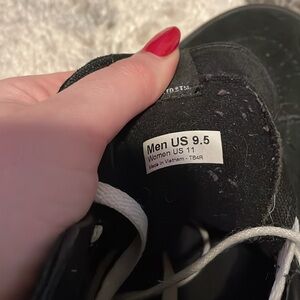 Men US 9.5
Women US 11
Made in Vietnam - TB4R